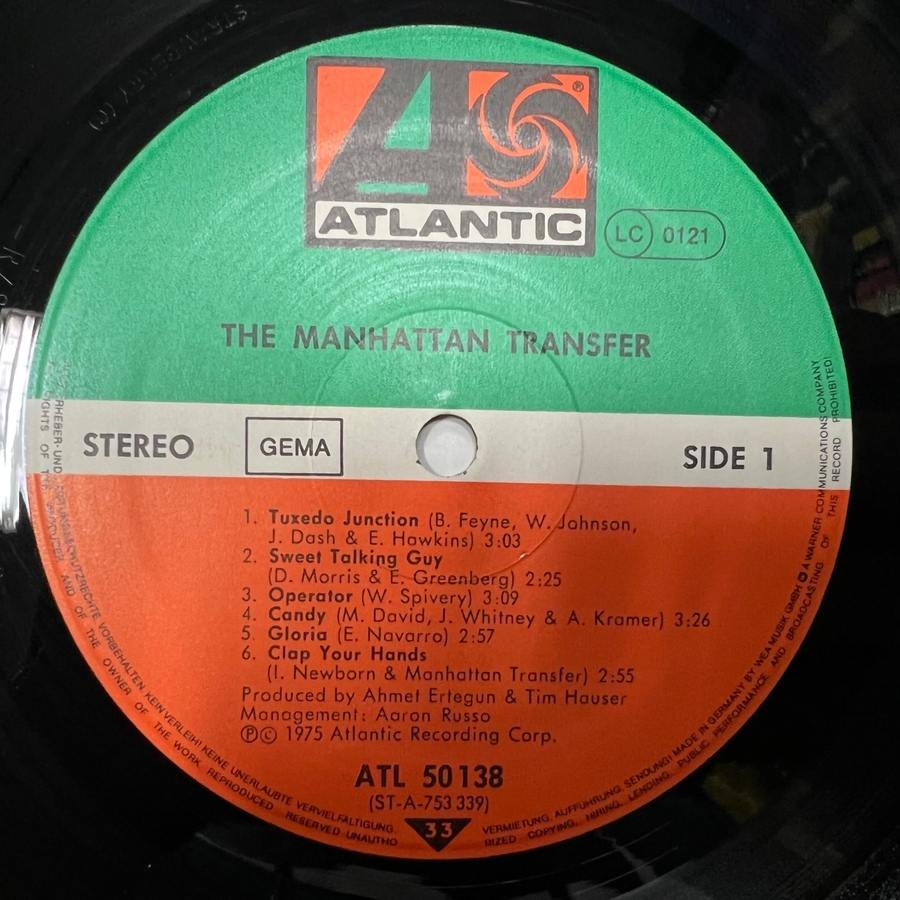 STRAWBERRY (1)
ATLANTIC
®
LC 0121
THE MANHATTAN TRANSFER
STEREO
GEMA
SIDE 1
1. Tuxedo Junction (B. Feyne, W. Johnson,
J. Dash & E. Hawkins) 3:03
2. Sweet Talking Guy
(D. Morris & E. Greenberg) 2:25
3. Operator (W. Spivery) 3:09
4. Candy (M. David, J. Whitney & A. Kramer) 3:26
5. Gloria (E. Navarro) 2:57
6. Clap Your Hands
(I. Newborn & Manhattan Transfer) 2:55
Produced by Ahmet Ertegun & Tim Hauser
Management: Aaron Russo
℗© 1975 Atlantic Recording Corp.
ATL 50138
(ST-A-753 339)
33
VORBEHALTEN. KEIN VERLEIH! KEINE UNERLAUBTE VERVIELFÄLTIGUNG.
VERMIETUNG. AUFFÜHRUNG. SENDUNG! MADE IN GERMANY BY WEA MUSIK GMBH A WARNER COMMUNICATIONS COMPANY
AND OF THE OWNER OF THE WORK REPRODUCED RESERVED UNAUTHO
RIZED COPYING, HIRING, LENDING, PUBLIC PERFORMANCE AND BROADCASTING OF THIS RECORD PROHIBITED!